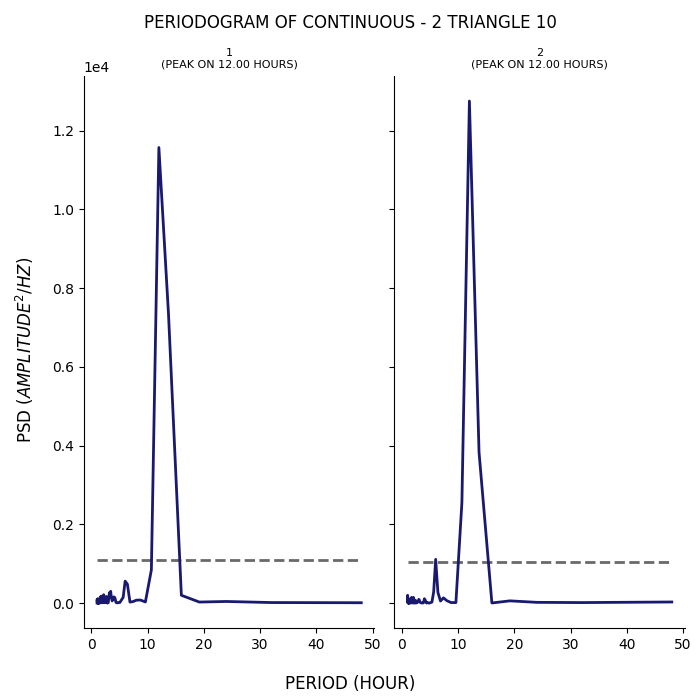 PERIODOGRAM OF CONTINUOUS - 2 TRIANGLE 10
1
(PEAK ON 12.00 HOURS)
2
(PEAK ON 12.00 HOURS)
1e4
1.2
1.0
0.8
0.6
0.4
0.2
0.0
PSD (AMPLITUDE²/HZ)
0 10 20 30 40 50
0 10 20 30 40 50
PERIOD (HOUR)